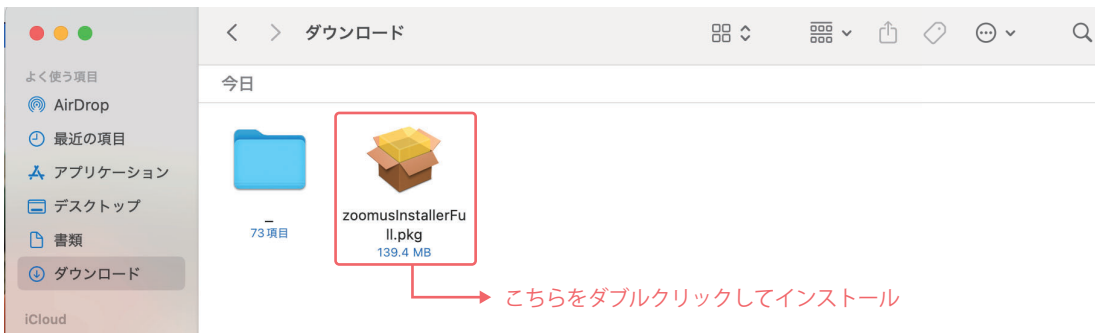 ダウンロード
よく使う項目
今日
AirDrop
最近の項目
アプリケーション
デスクトップ
書類
ダウンロード
iCloud
_
73項目
zoomusInstallerFu
ll.pkg
139.4 MB
こちらをダブルクリックしてインストール